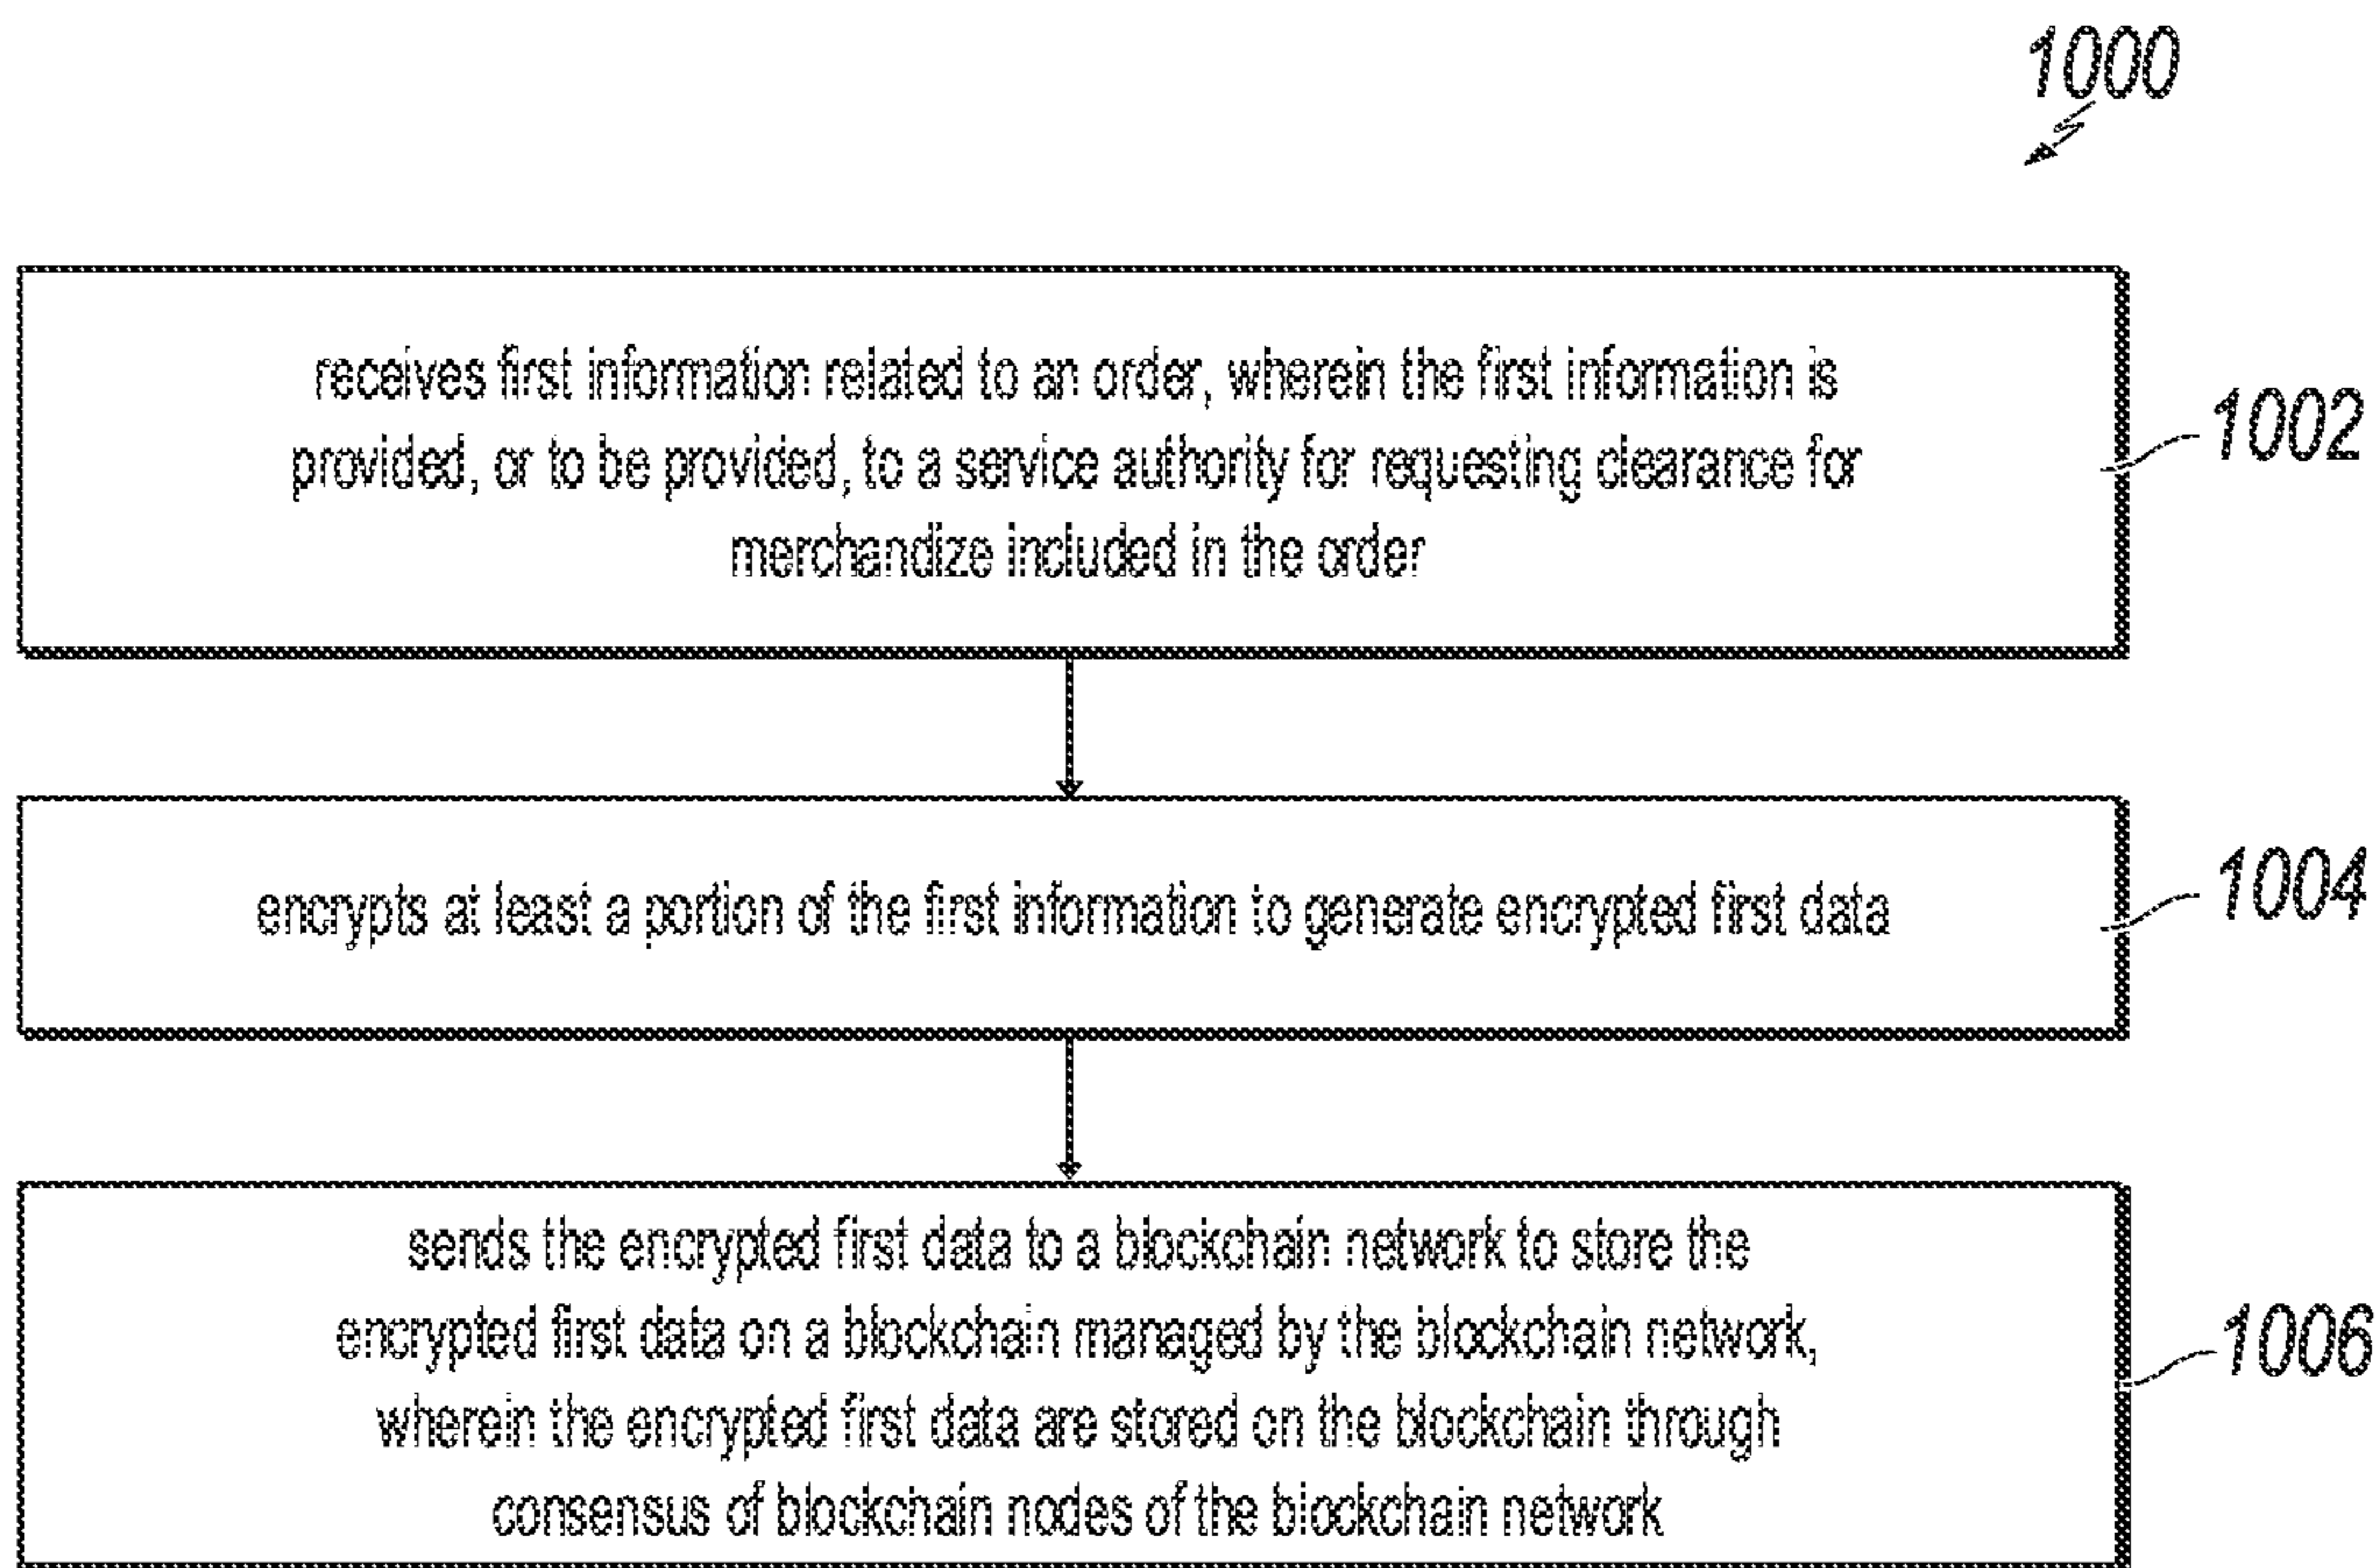 1000
receives first information related to an order, wherein the first information is
provided, or to be provided, to a service authority for requesting clearance for
merchandize included in the order
1002
encrypts at least a portion of the first information to generate encrypted first data
1004
sends the encrypted first data to a blockchain network to store the
encrypted first data on a blockchain managed by the blockchain network,
wherein the encrypted first data are stored on the blockchain through
consensus of blockchain nodes of the blockchain network
1006